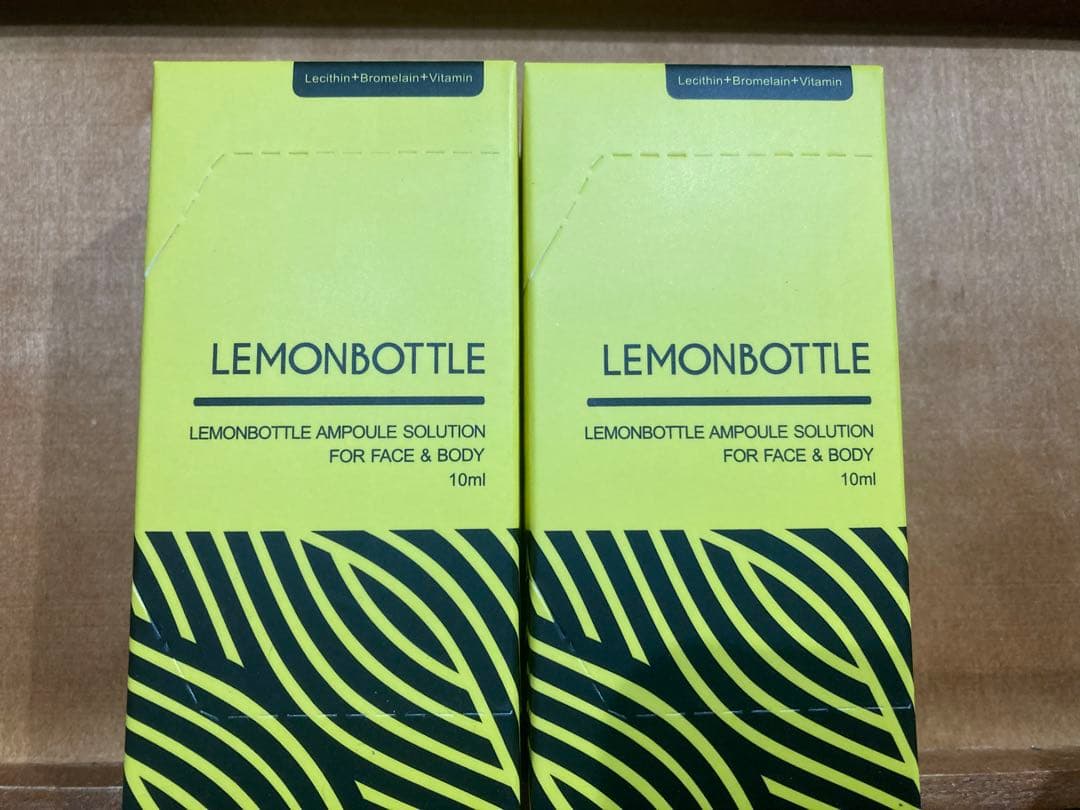 Lecithin+Bromelain+Vitamin
LEMONBOTTLE
LEMONBOTTLE AMPOULE SOLUTION
FOR FACE & BODY
10ml
Lecithin+Bromelain+Vitamin
LEMONBOTTLE
LEMONBOTTLE AMPOULE SOLUTION
FOR FACE & BODY
10ml